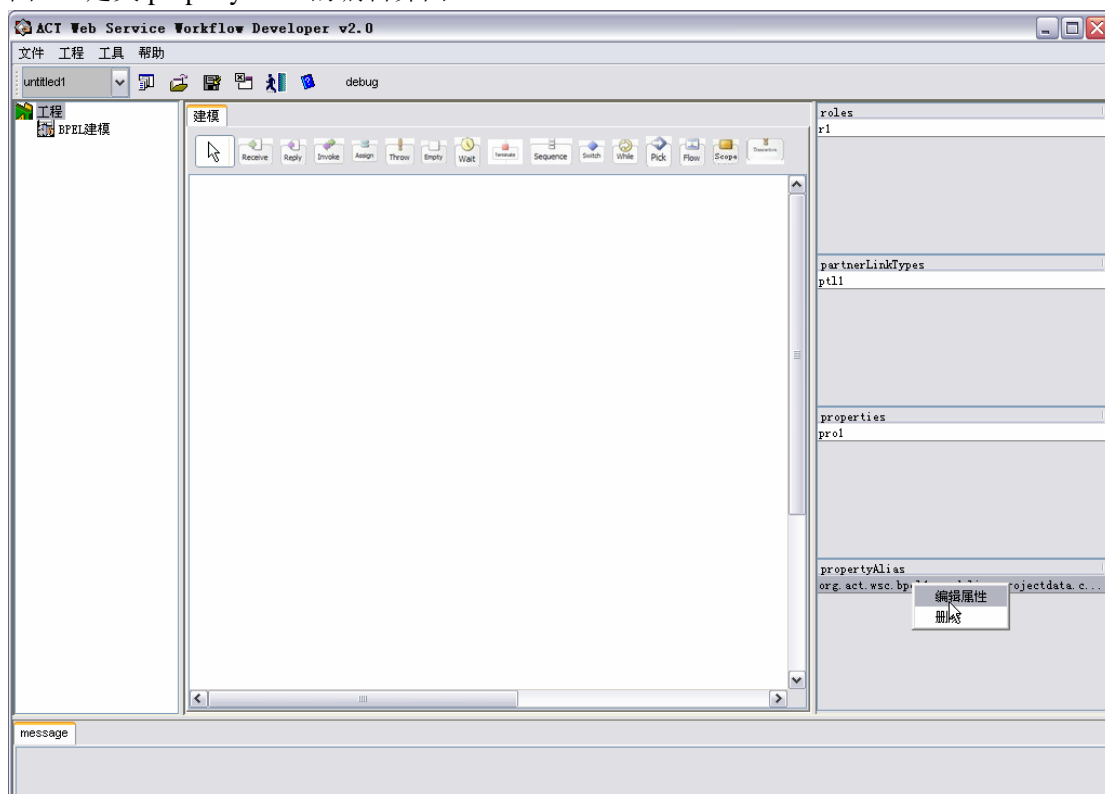 ACT Web Service Workflow Developer v2.0
文件 工程 工具 帮助
untitled1 debug
工程
BPEL建模
建模
Receive Reply Invoke Assign Throw Empty Wait Terminate Sequence Switch While Pick Flow Scope
roles
r1
partnerLinkTypes
ptl1
properties
pro1
propertyAlias
org.act.wsc. ojectdata.c...
编辑属性
删除
message